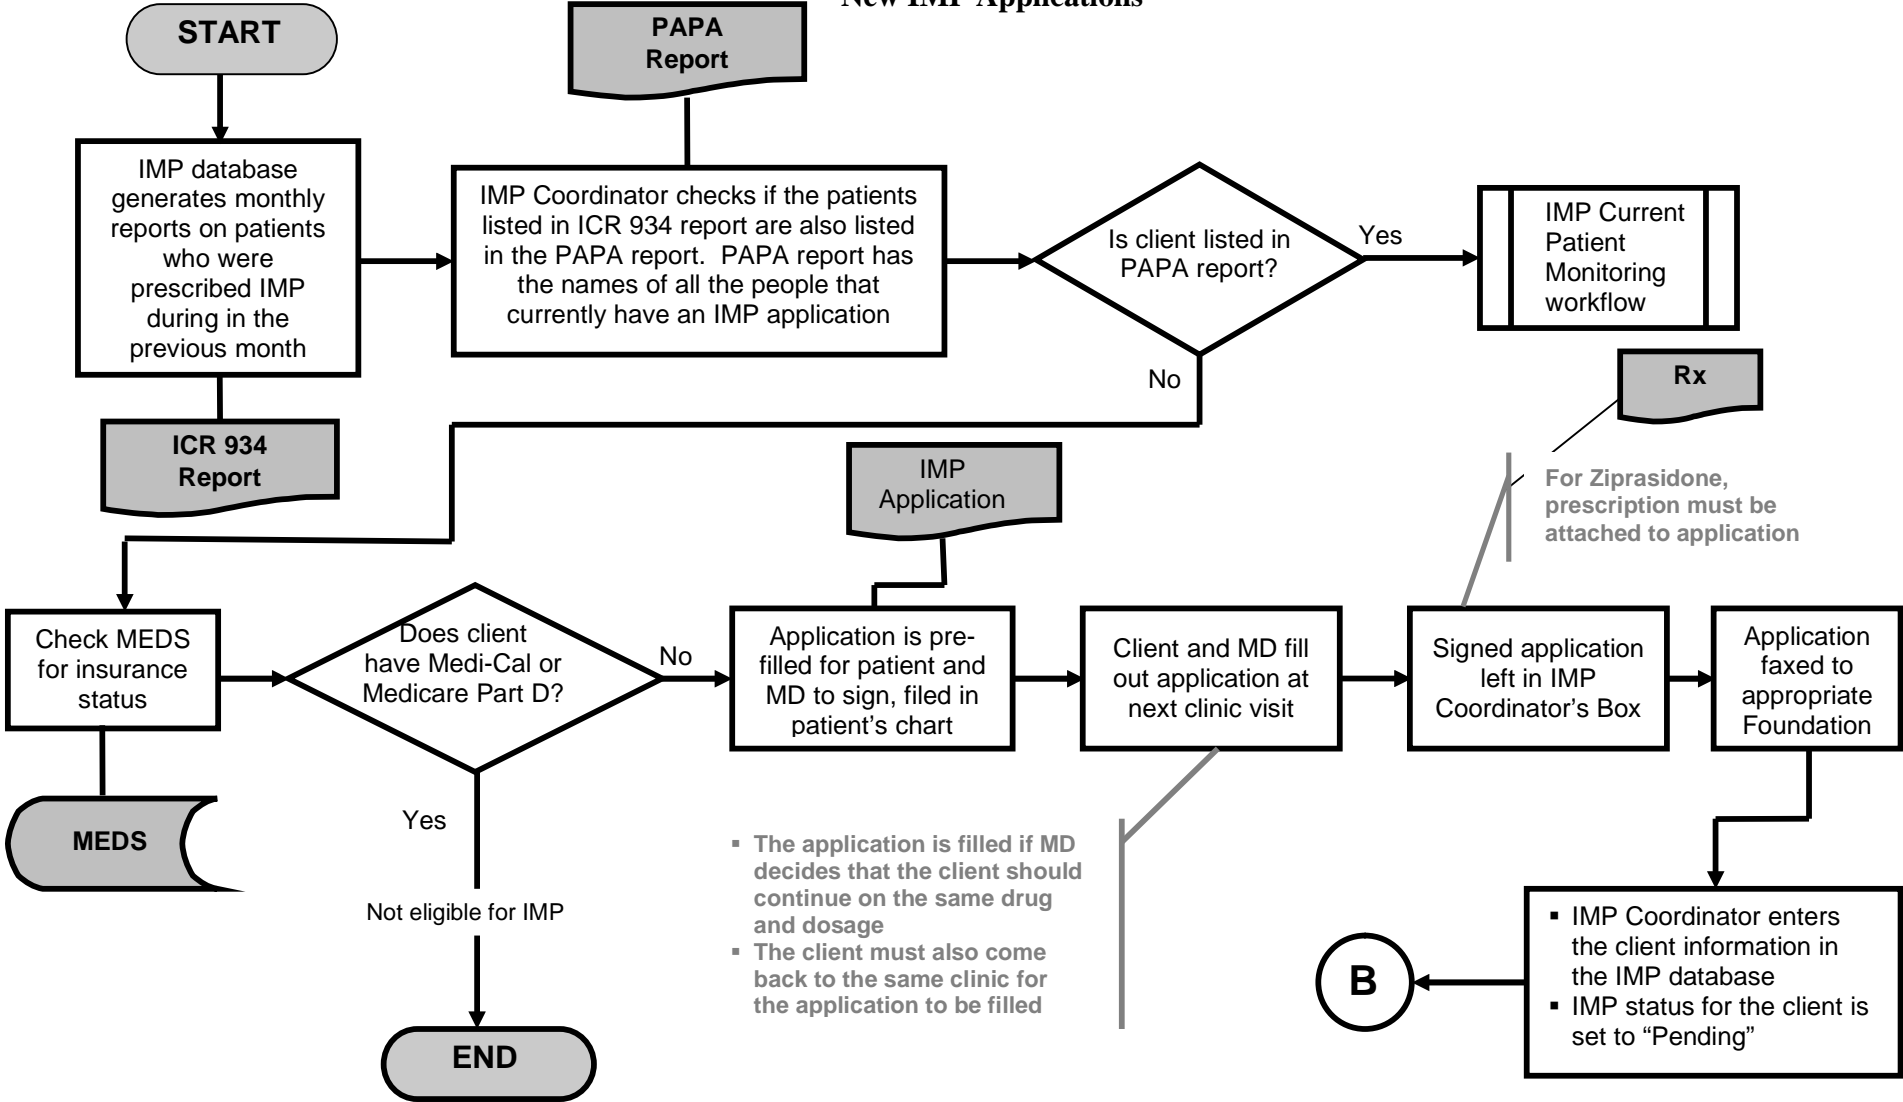 New IMP Applications
START
PAPA
Report
IMP database
generates monthly
reports on patients
who were
prescribed IMP
during in the
previous month
IMP Coordinator checks if the patients
listed in ICR 934 report are also listed
in the PAPA report.  PAPA report has
the names of all the people that
currently have an IMP application
Is client listed in
PAPA report?
Yes
IMP Current
Patient
Monitoring
workflow
No
Rx
ICR 934
Report
IMP
Application
For Ziprasidone,
prescription must be
attached to application
Check MEDS
for insurance
status
Does client
have Medi-Cal or
Medicare Part D?
No
Application is pre-
filled for patient and
MD to sign, filed in
patient’s chart
Client and MD fill
out application at
next clinic visit
Signed application
left in IMP
Coordinator’s Box
Application
faxed to
appropriate
Foundation
MEDS
Yes
Not eligible for IMP
END
▪ The application is filled if MD
decides that the client should
continue on the same drug
and dosage
▪ The client must also come
back to the same clinic for
the application to be filled
B
▪ IMP Coordinator enters
the client information in
the IMP database
▪ IMP status for the client is
set to “Pending”